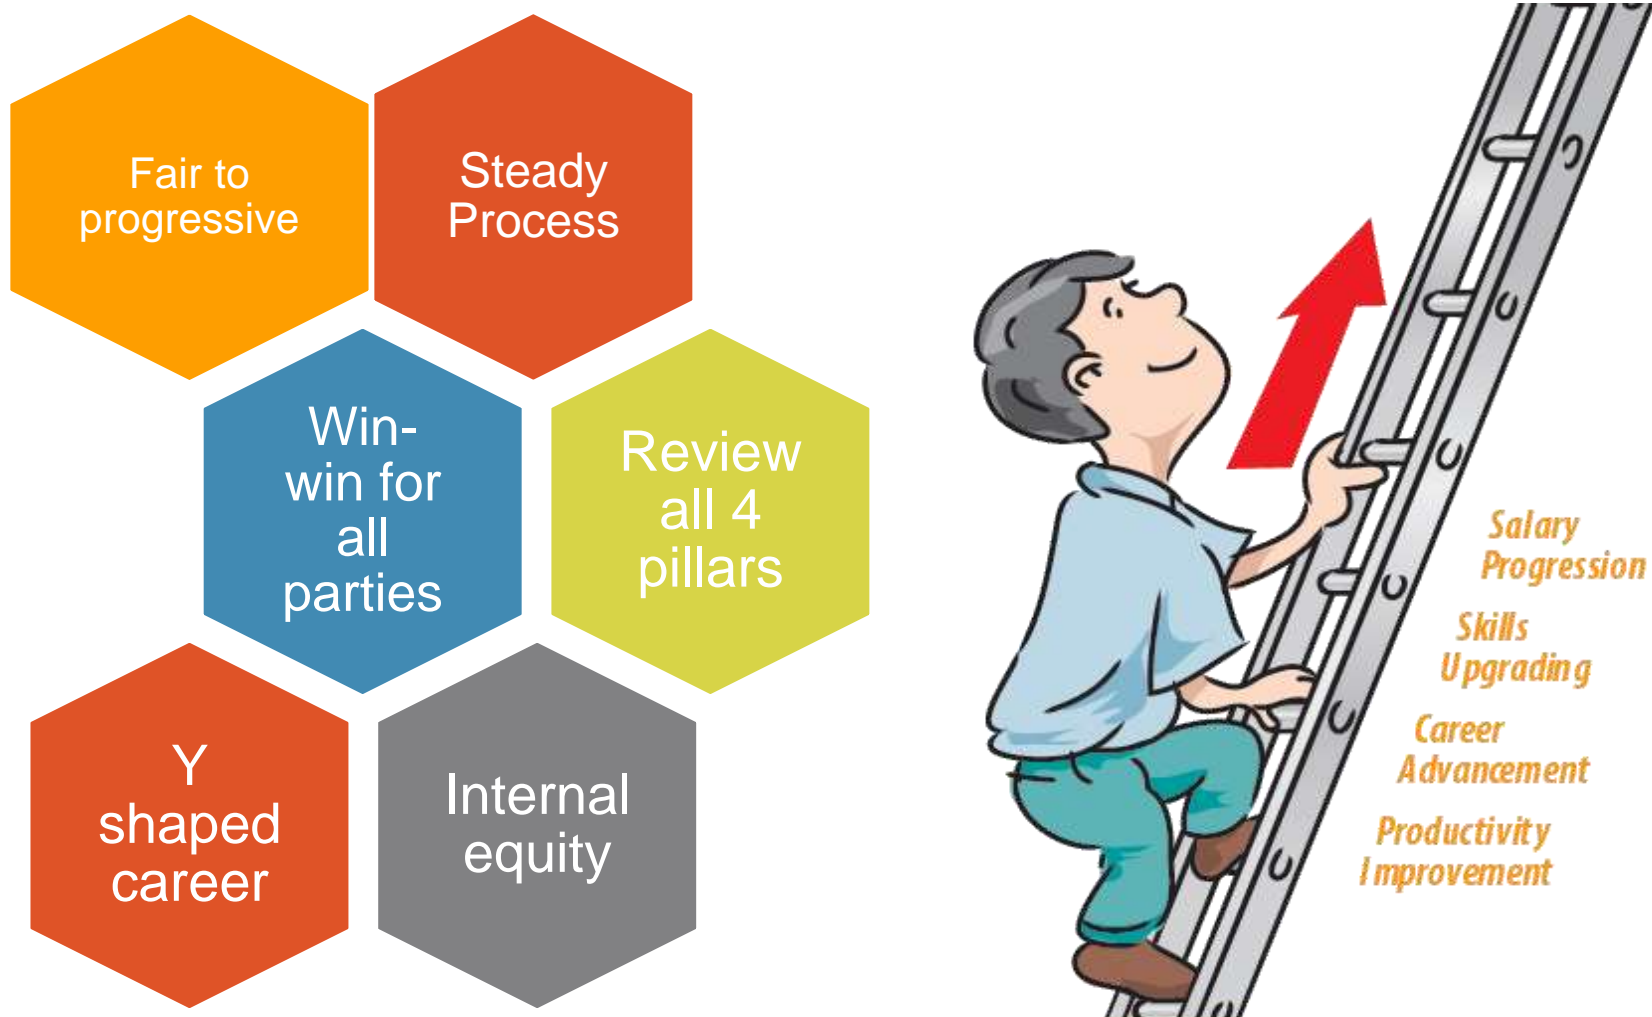 Fair to
progressive
Steady
Process
Win-
win for
all
parties
Review
all 4
pillars
Y
shaped
career
Internal
equity
Salary
Progression
Skills
Upgrading
Career
Advancement
Productivity
Improvement